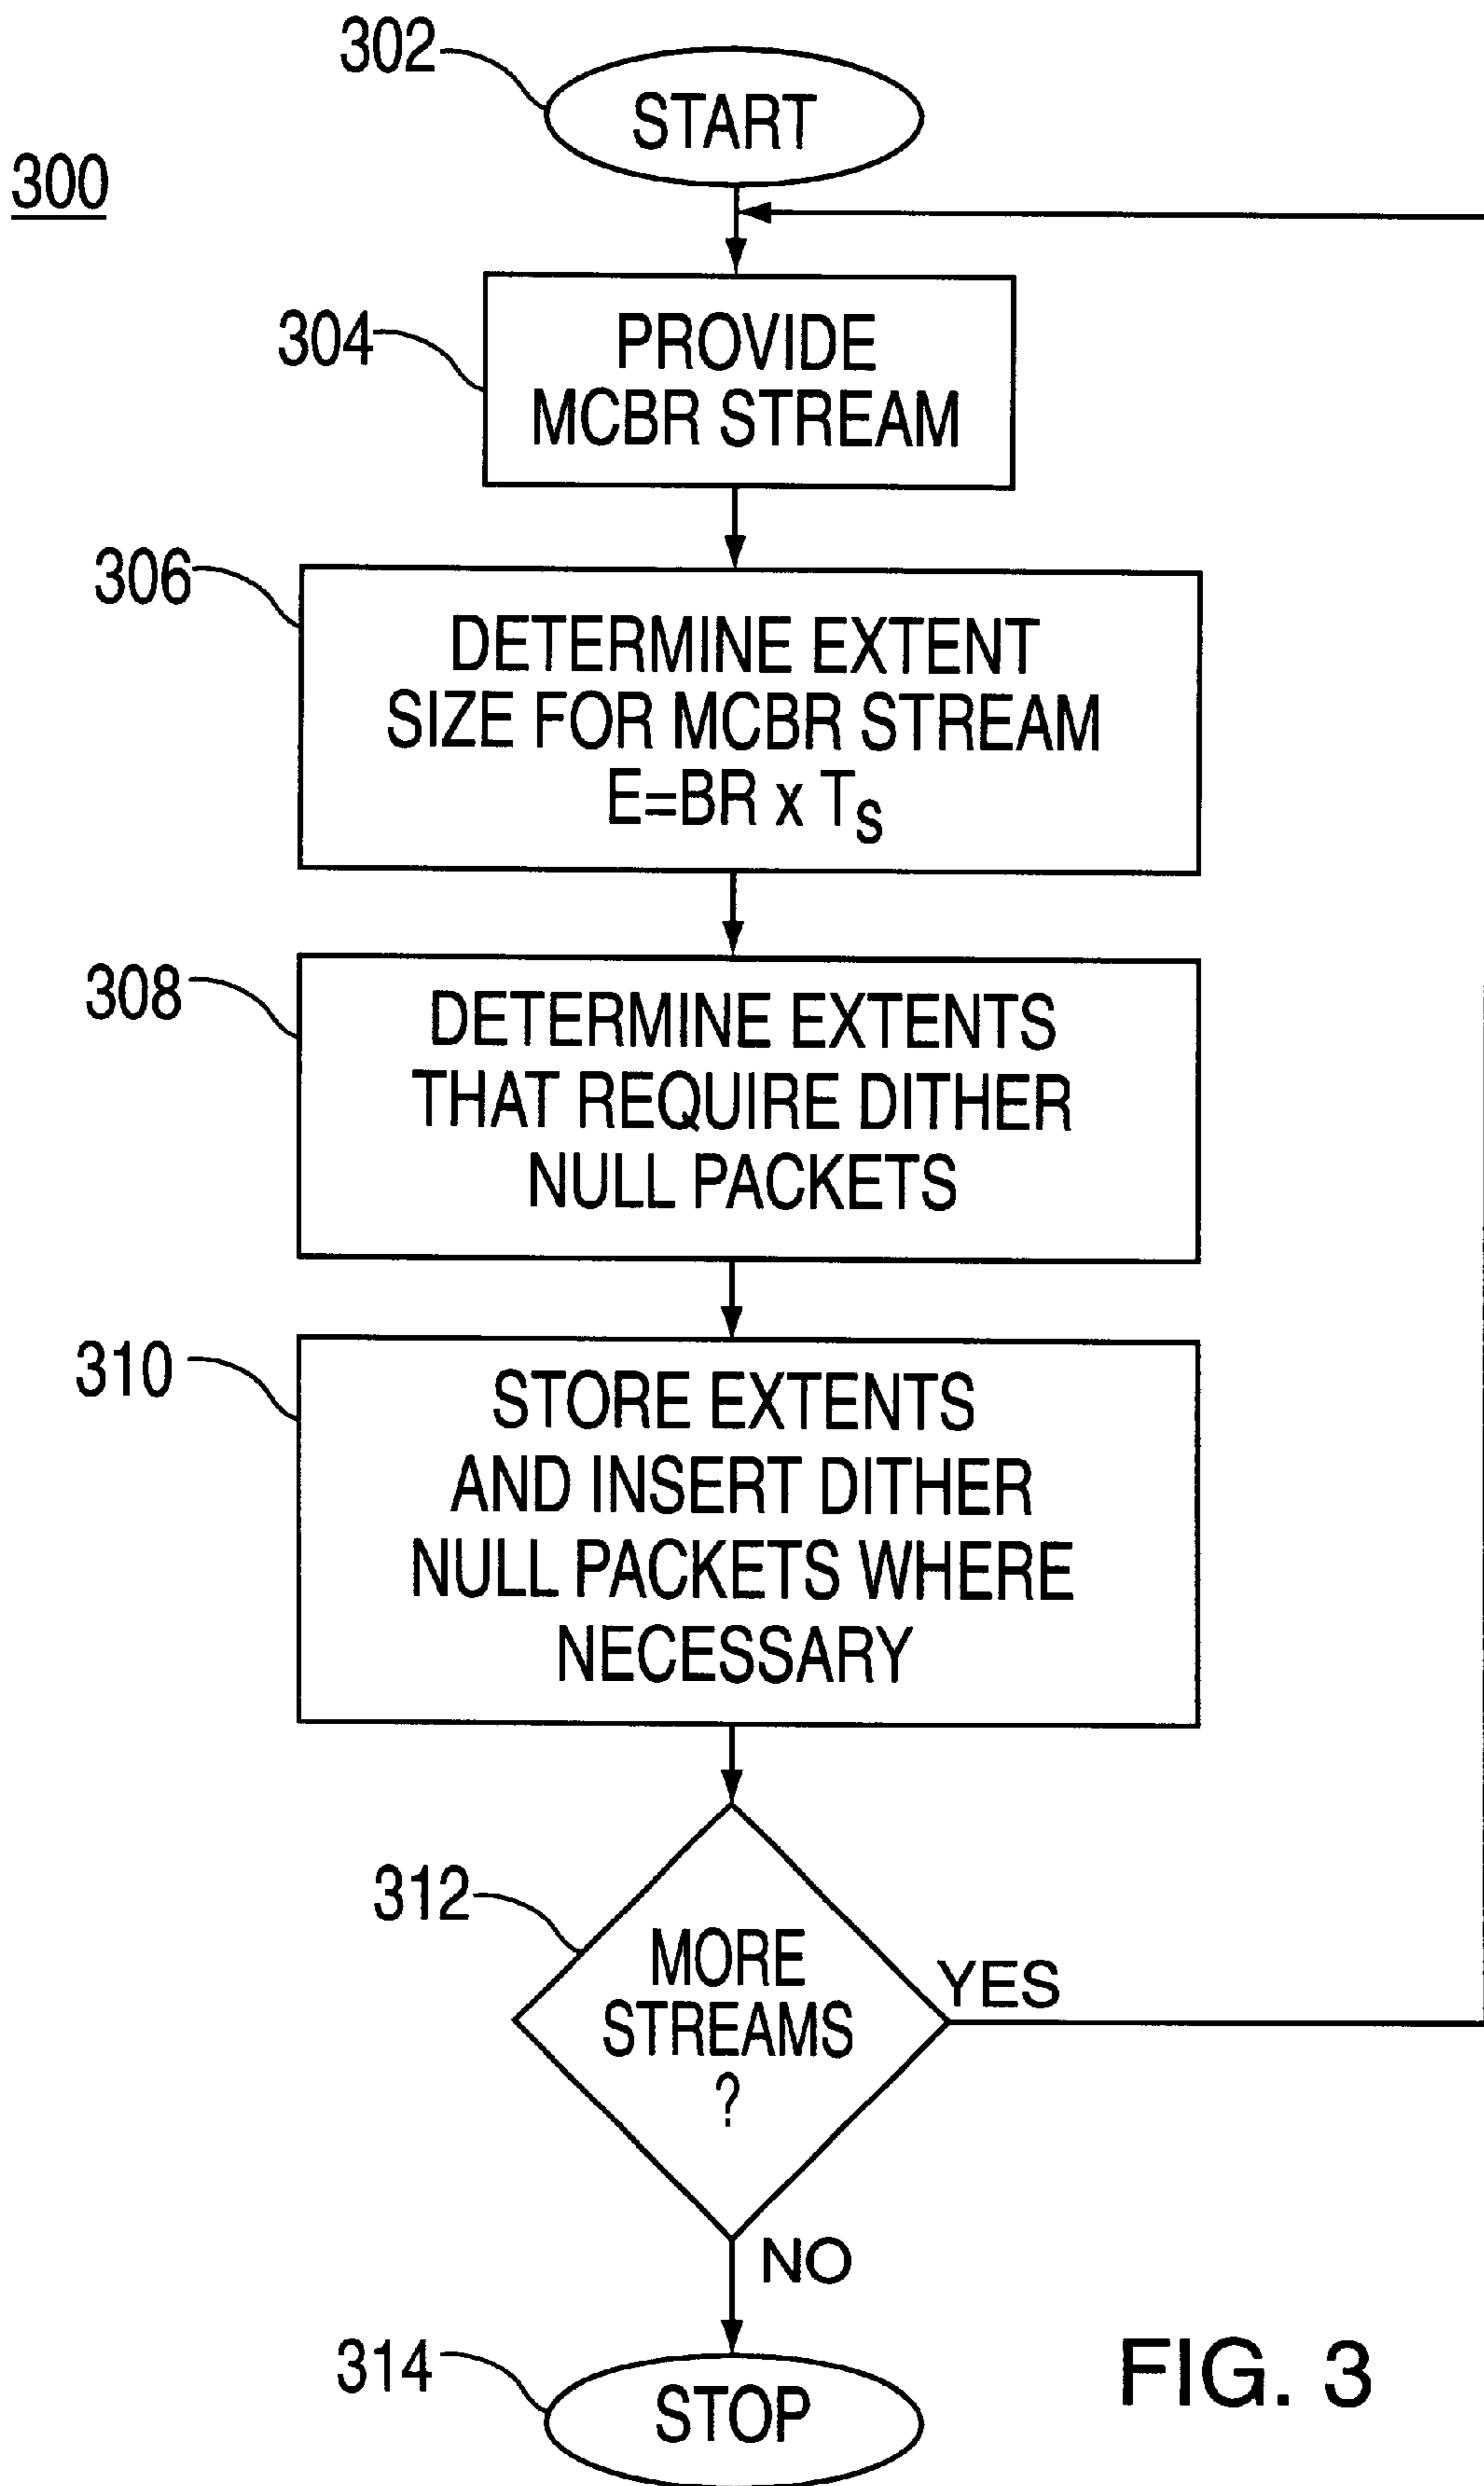 302
START
300
304
PROVIDE
MCBR STREAM
306
DETERMINE EXTENT
SIZE FOR MCBR STREAM
E=BR x Ts
308
DETERMINE EXTENTS
THAT REQUIRE DITHER
NULL PACKETS
310
STORE EXTENTS
AND INSERT DITHER
NULL PACKETS WHERE
NECESSARY
312
MORE
STREAMS
?
YES
NO
314
STOP
FIG. 3